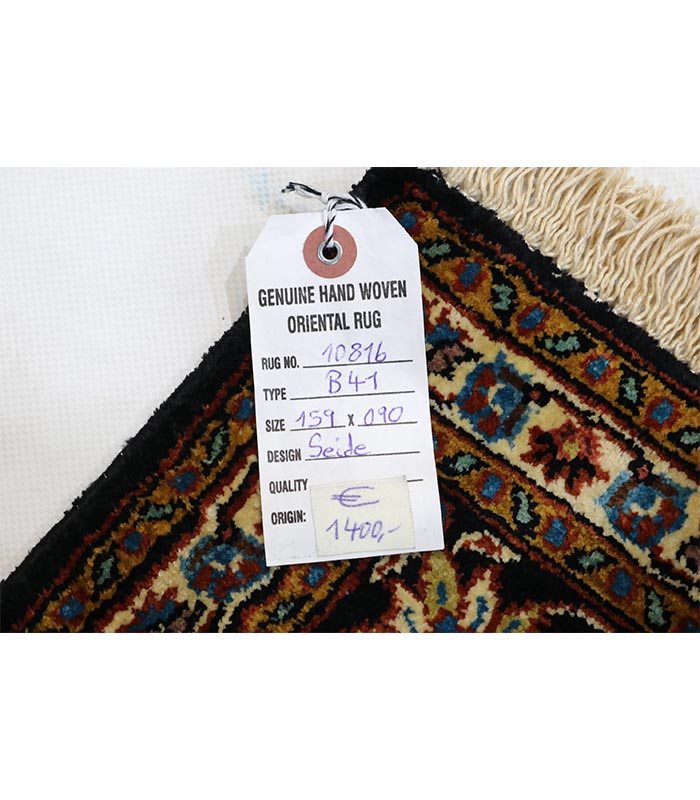 GENUINE HAND WOVEN
ORIENTAL RUG
RUG NO. 10816
TYPE B41
SIZE 159 x 090
DESIGN Seide
QUALITY
ORIGIN:
€
1400,-